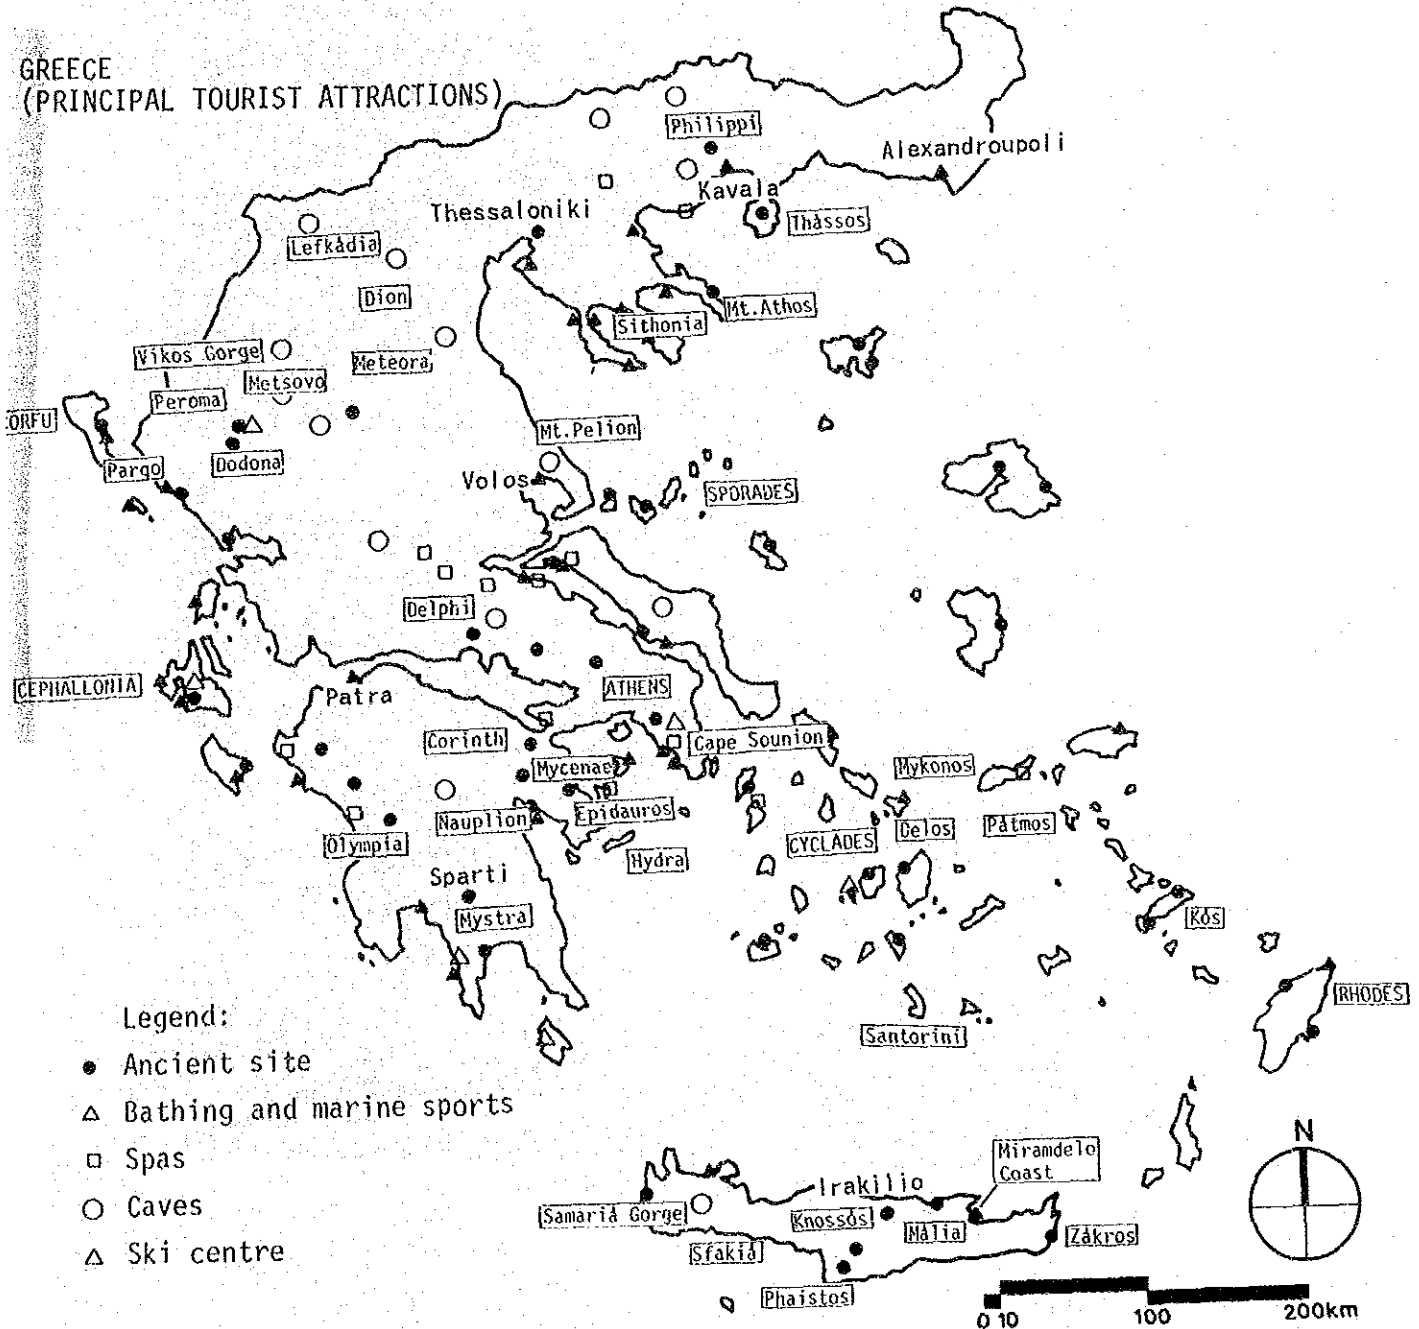 GREECE
(PRINCIPAL TOURIST ATTRACTIONS)
Philippi
Alexandroupoli
Kavala
Thessaloniki
Thàssos
Lefkàdia
Dion
Mt.Athos
Sithonia
Vikos Gorge
Meteora
Metsovo
Peroma
CORFU
Mt.Pelion
Pargo
Dodona
Volos
SPORADES
Delphi
CEPHALLONIA
ATHENS
Patra
Corinth
Cape Sounion
Mycenae
Mykonos
Nauplion
Epidauros
Delos
Pàtmos
Olympia
CYCLADES
Hydra
Sparti
Mystra
Kòs
RHODES
Santorini
Legend:
Ancient site
Bathing and marine sports
Spas
Caves
Ski centre
N
Miramdelo
Coast
Irakilio
Samarià Gorge
Knossòs
Màlia
Zàkros
Sfakià
Phaistos
0 10 100 200km